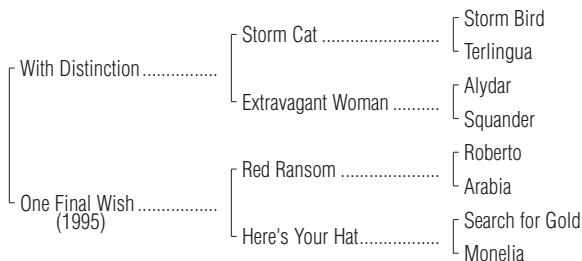 Storm Bird
Storm Cat ........................
Terlingua
With Distinction ...............
Alydar
Extravagant Woman ..........
Squander
Roberto
Red Ransom ....................
Arabia
One Final Wish ................
(1995)
Search for Gold
Here's Your Hat ................
Monelia